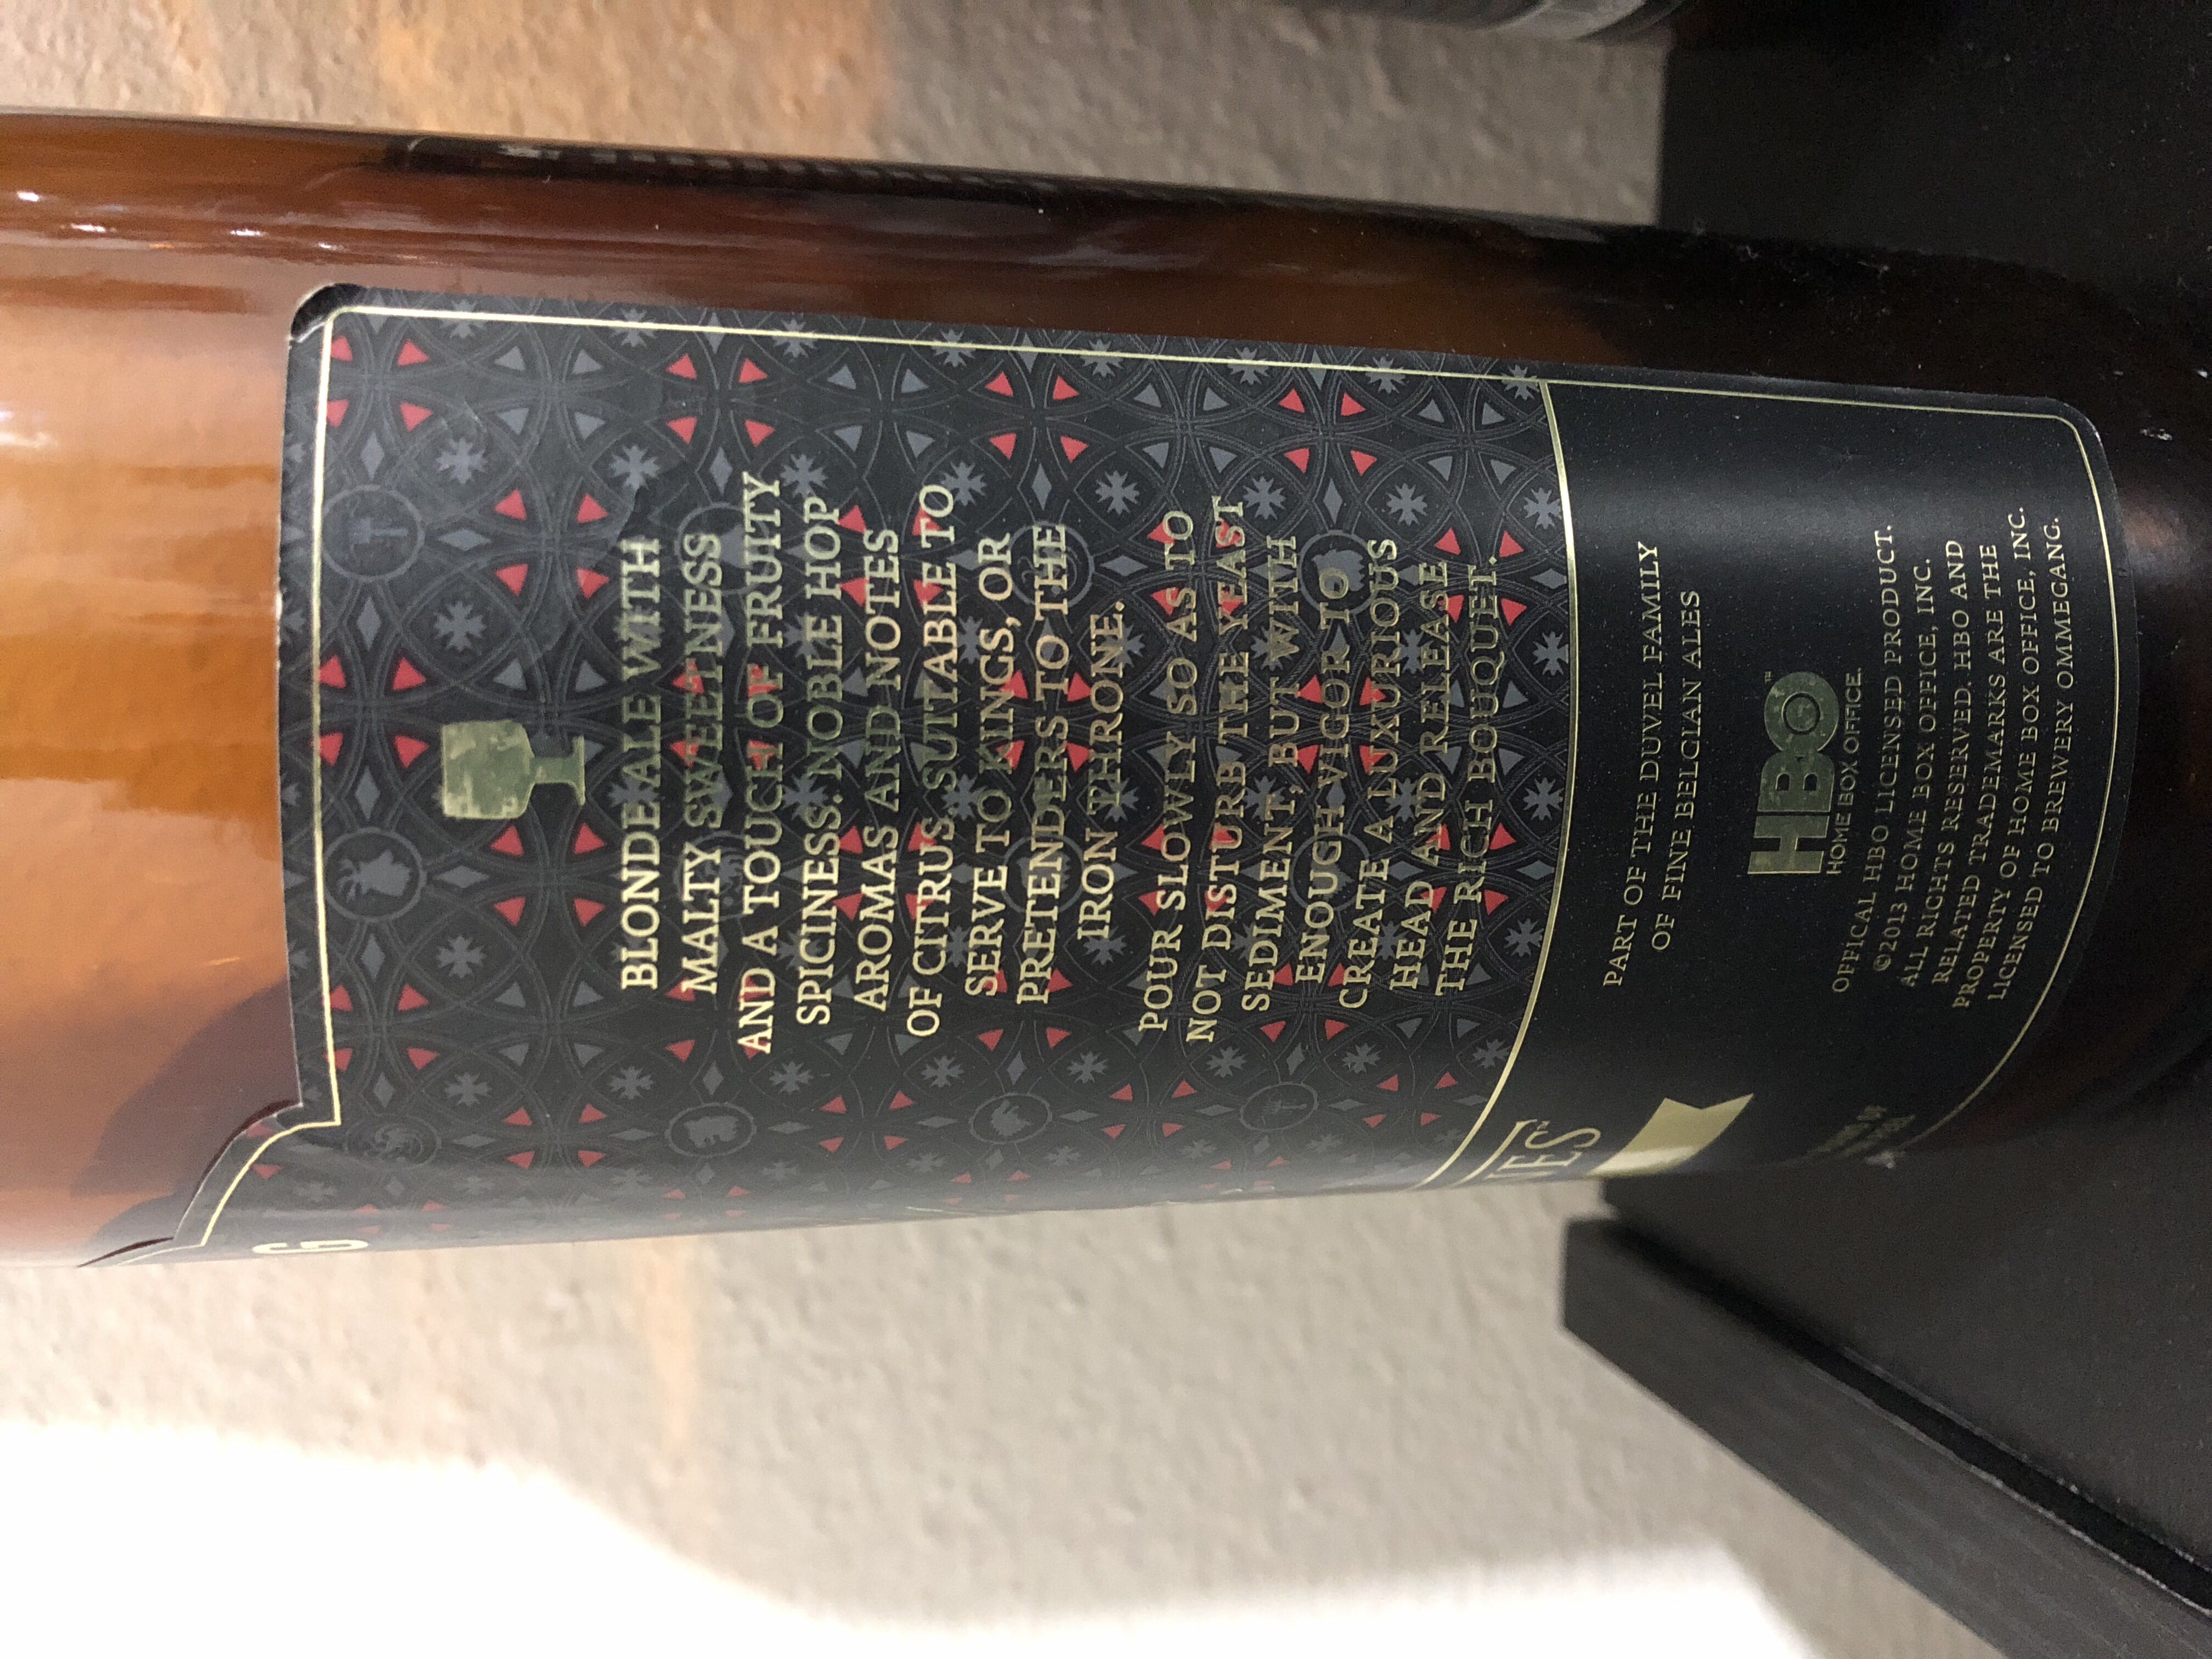 BLONDE ALE WITH
MALTY SWEETNESS
AND A TOUCH OF FRUITY
SPICINESS. NOBLE HOP
AROMAS AND NOTES
OF CITRUS. SUITABLE TO
SERVE TO KINGS, OR
PRETENDERS TO THE
IRON THRONE.
POUR SLOWLY SO AS TO
NOT DISTURB THE YEAST
SEDIMENT, BUT WITH
ENOUGH VIGOR TO
CREATE A LUXURIOUS
HEAD AND RELEASE
THE RICH BOUQUET.
PART OF THE DUVEL FAMILY
OF FINE BELGIAN ALES
HBO™
HOME BOX OFFICE.
OFFICAL HBO LICENSED PRODUCT.
©2013 HOME BOX OFFICE, INC.
ALL RIGHTS RESERVED. HBO AND
RELATED TRADEMARKS ARE THE
PROPERTY OF HOME BOX OFFICE, INC.
LICENSED TO BREWERY OMMEGANG.
G
NES™